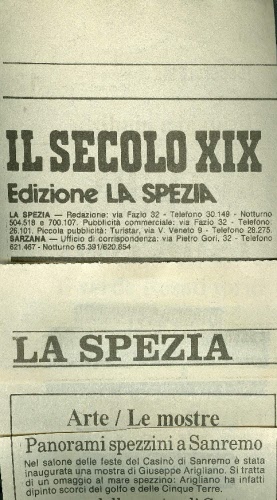 IL SECOLO XIX
Edizione LA SPEZIA
LA SPEZIA — Redazione: via Fazio 32 - Telefono 30.149 - Notturno
504.518 e 700.107. Pubblicità commerciale: via Fazio 32 - Telefono
26.101. Piccola pubblicità: Turistar, via V. Veneto 9 - Telefono 28.275.
SARZANA — Ufficio di corrispondenza: via Pietro Gori, 32 - Telefono
621.467 - Notturno 65.391/620.854
LA SPEZIA
Arte / Le mostre
Panorami spezzini a Sanremo
Nel salone delle feste del Casinò di Sanremo è stata
inaugurata una mostra di Giuseppe Arigliano. Si tratta
di un omaggio al mare spezzino: Arigliano ha infatti
dipinto scorci del golfo e delle Cinque Terre.